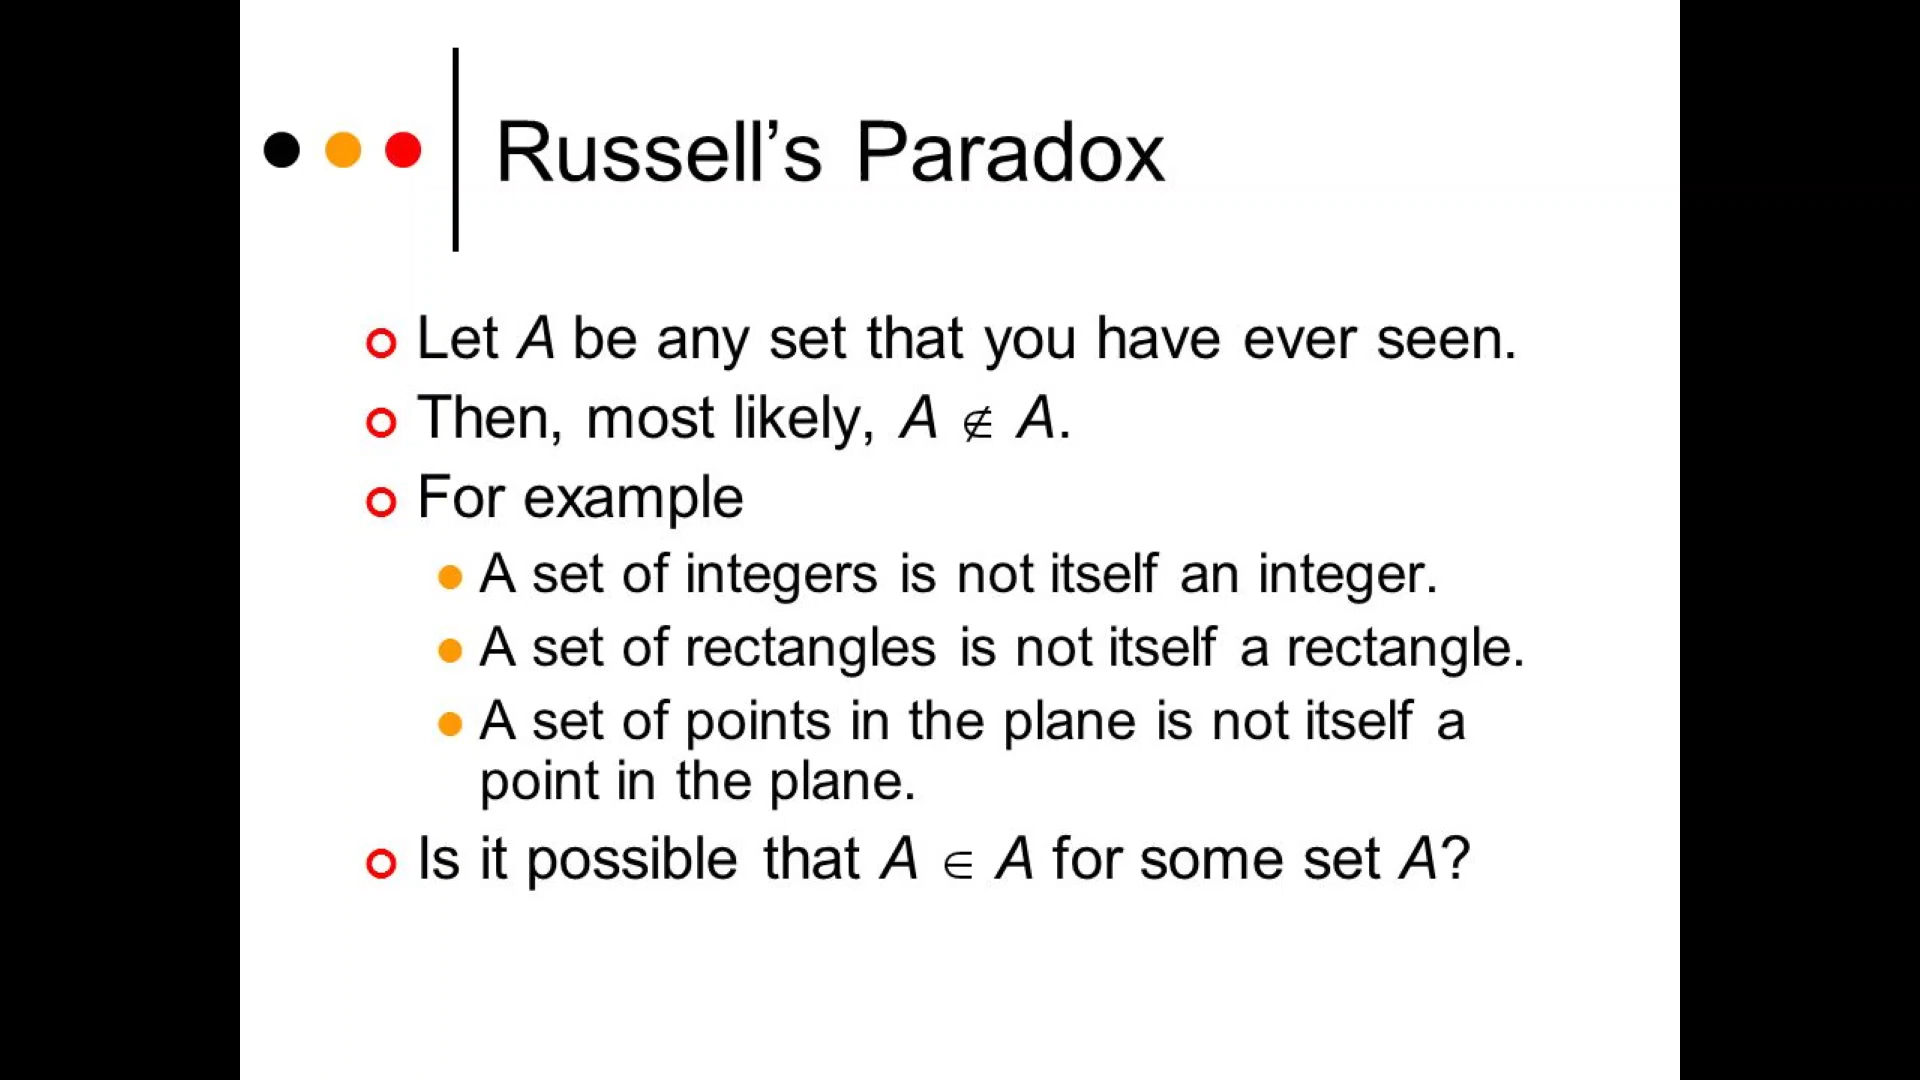 Russell’s Paradox
Let A be any set that you have ever seen.
Then, most likely, A ∉ A.
For example
A set of integers is not itself an integer.
A set of rectangles is not itself a rectangle.
A set of points in the plane is not itself a
point in the plane.
Is it possible that A ∈ A for some set A?